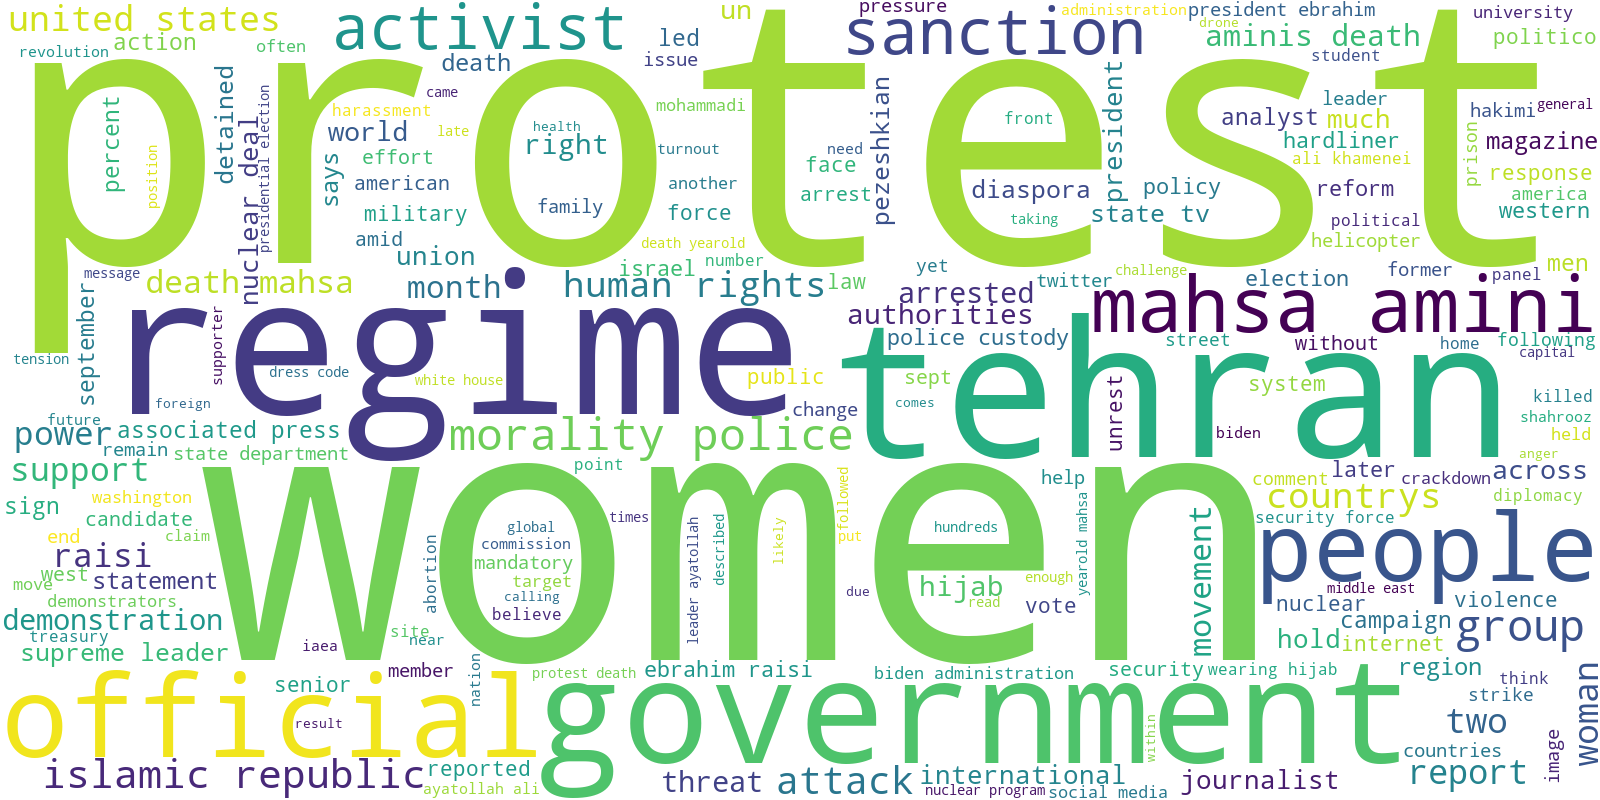 protest
women
regime
tehran
government
official
people
mahsa amini
activist
sanction
united states
action
often
revolution
un
led
issue
death
pressure
administration
president ebrahim
university
drone
aminis death
politico
student
percent
position
detained
nuclear deal
presidential election
came
harassment
late
world
says
effort
american
military
amid
union
month
health
right
family
mohammadi
turnout
another
force
death yearold
number
israel
law
human rights
need
face
arrest
pezeshkian
front
diaspora
taking
president
policy
state tv
analyst
leader
much
hardliner
ali khamenei
reform
political
helicopter
hakimi
general
prison
magazine
response
america
western
message
death mahsa
september
tension
supporter
dress code
white house
foreign
future
yet
twitter
challenge
election
former
panel
men
arrested
authorities
police custody
street
without
home
following
capital
public
sept
change
comes
system
killed
unrest
biden
shahrooz
held
anger
power
associated press
remain
state department
morality police
support
sign
washington
candidate
end
claim
raisi
west
statement
move
demonstrators
demonstration
treasury
supreme leader
point
times
global
commission
mandatory
target
calling
believe
abortion
site
near
iaea
member
senior
nation
result
leader ayatollah
described
likely
followed
put
due
hundreds
hijab
enough
read
vote
help
yearold mahsa
movement
comment
later
crackdown
across
countrys
diplomacy
security force
middle east
nuclear
violence
campaign
group
hold
internet
protest death
ebrahim raisi
biden administration
security
wearing hijab
region
think
strike
two
woman
within
countries
report
image
islamic republic
reported
ayatollah ali
threat
attack
international
nuclear program
social media
journalist